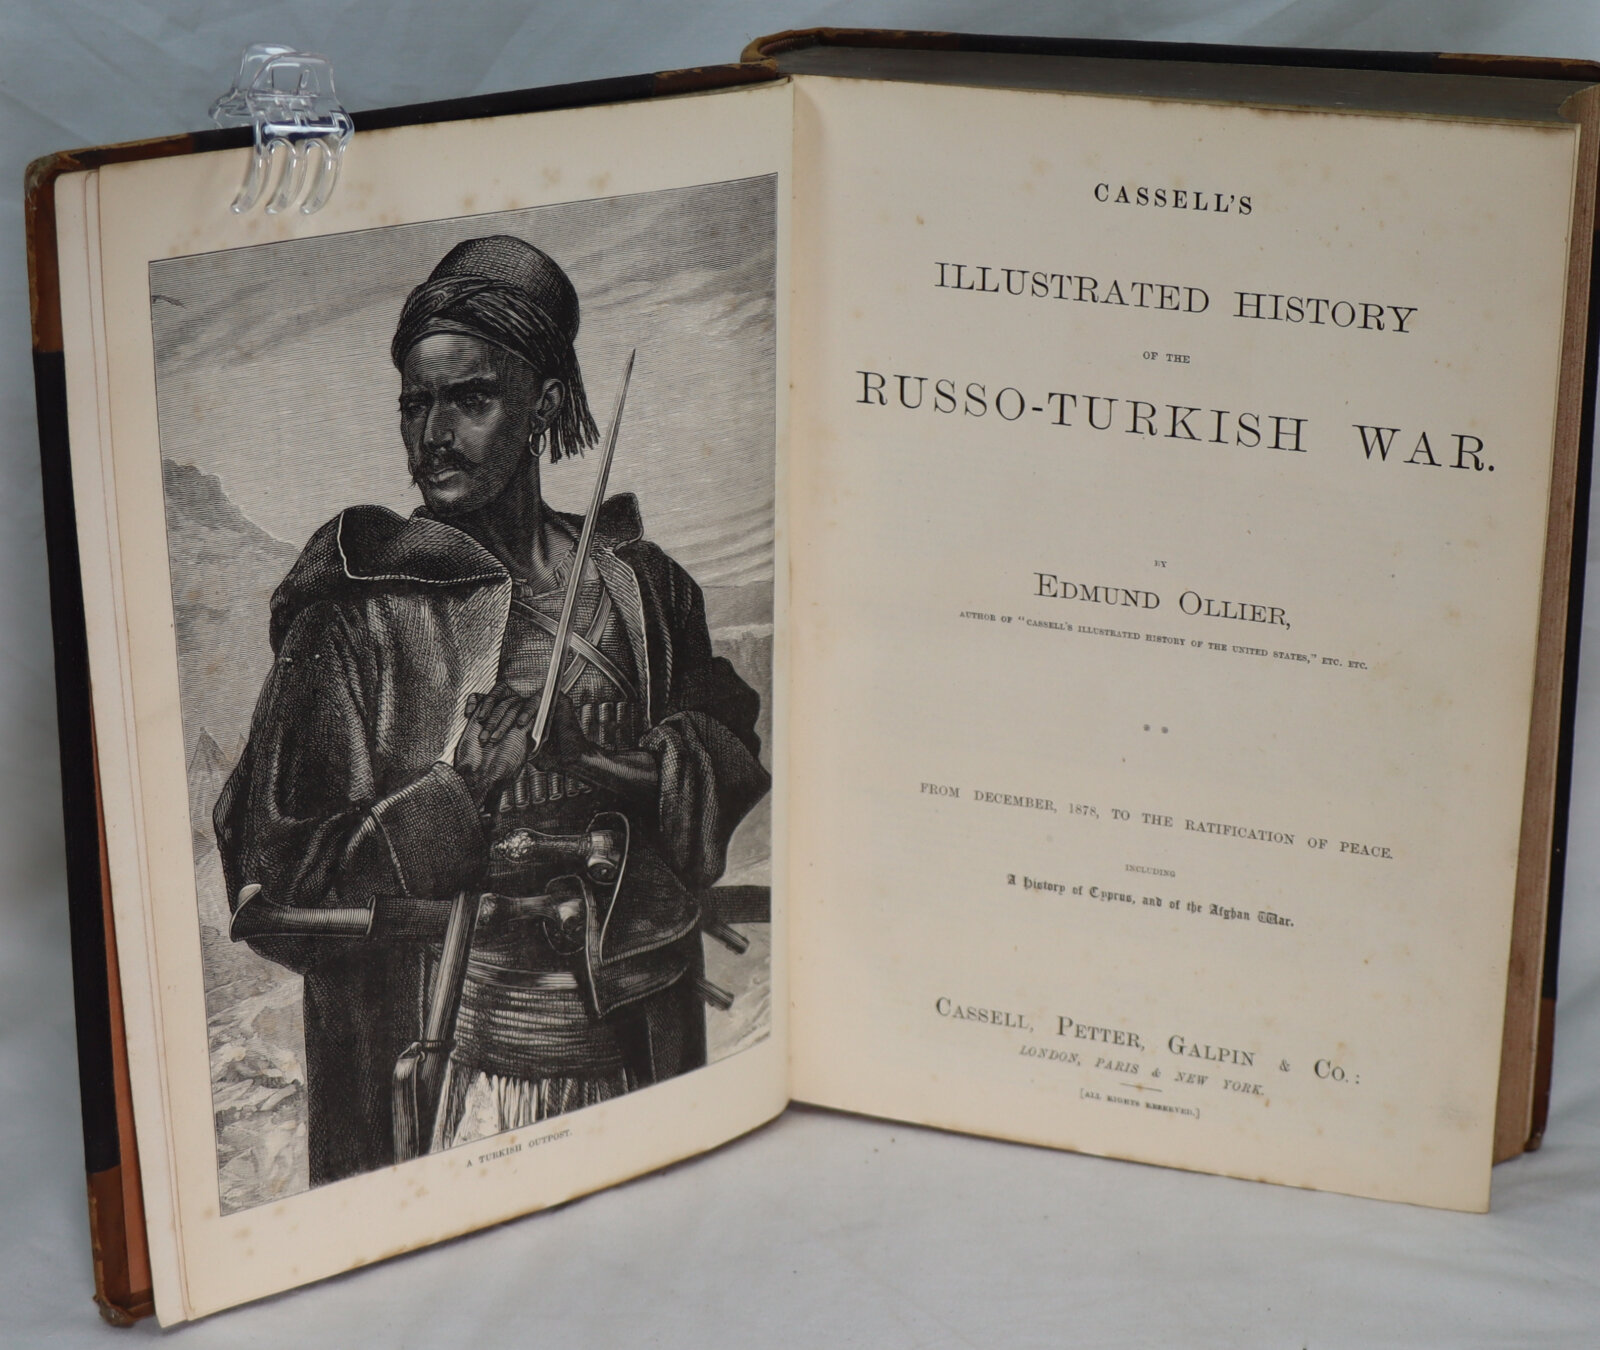 A TURKISH OUTPOST.
CASSELL'S
ILLUSTRATED HISTORY
OF THE
RUSSO-TURKISH WAR.
BY
EDMUND OLLIER,
AUTHOR OF "CASSELL'S ILLUSTRATED HISTORY OF THE UNITED STATES," ETC. ETC.
* *
FROM DECEMBER, 1878, TO THE RATIFICATION OF PEACE.
INCLUDING
A History of Cyprus, and of the Afghan War.
CASSELL, PETTER, GALPIN & CO.:
LONDON, PARIS & NEW YORK.
[ALL RIGHTS RESERVED.]